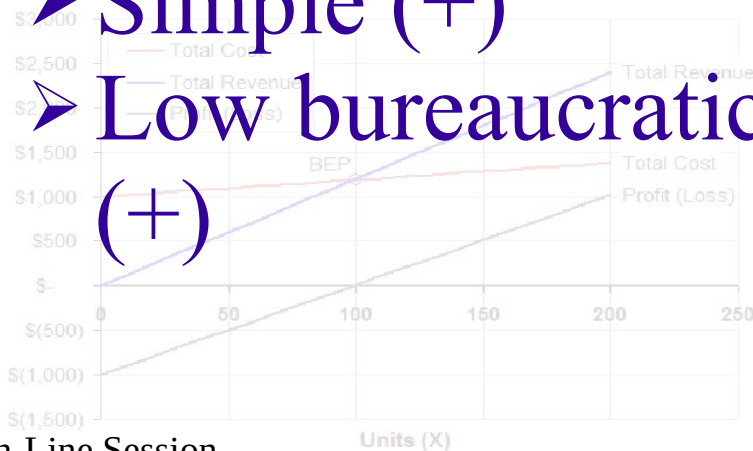 Simple (+)
Low bureaucratic
(+)
$3,000
$2,500
$1,500
$1,000
$500
$-
$(500)
$(1,000)
$(1,500)
Total Cost
Total Revenue
Profit (Loss)
BEP
Total Revenue
Total Cost
Profit (Loss)
0 50 100 150 200 250
Units (X)
Line Session